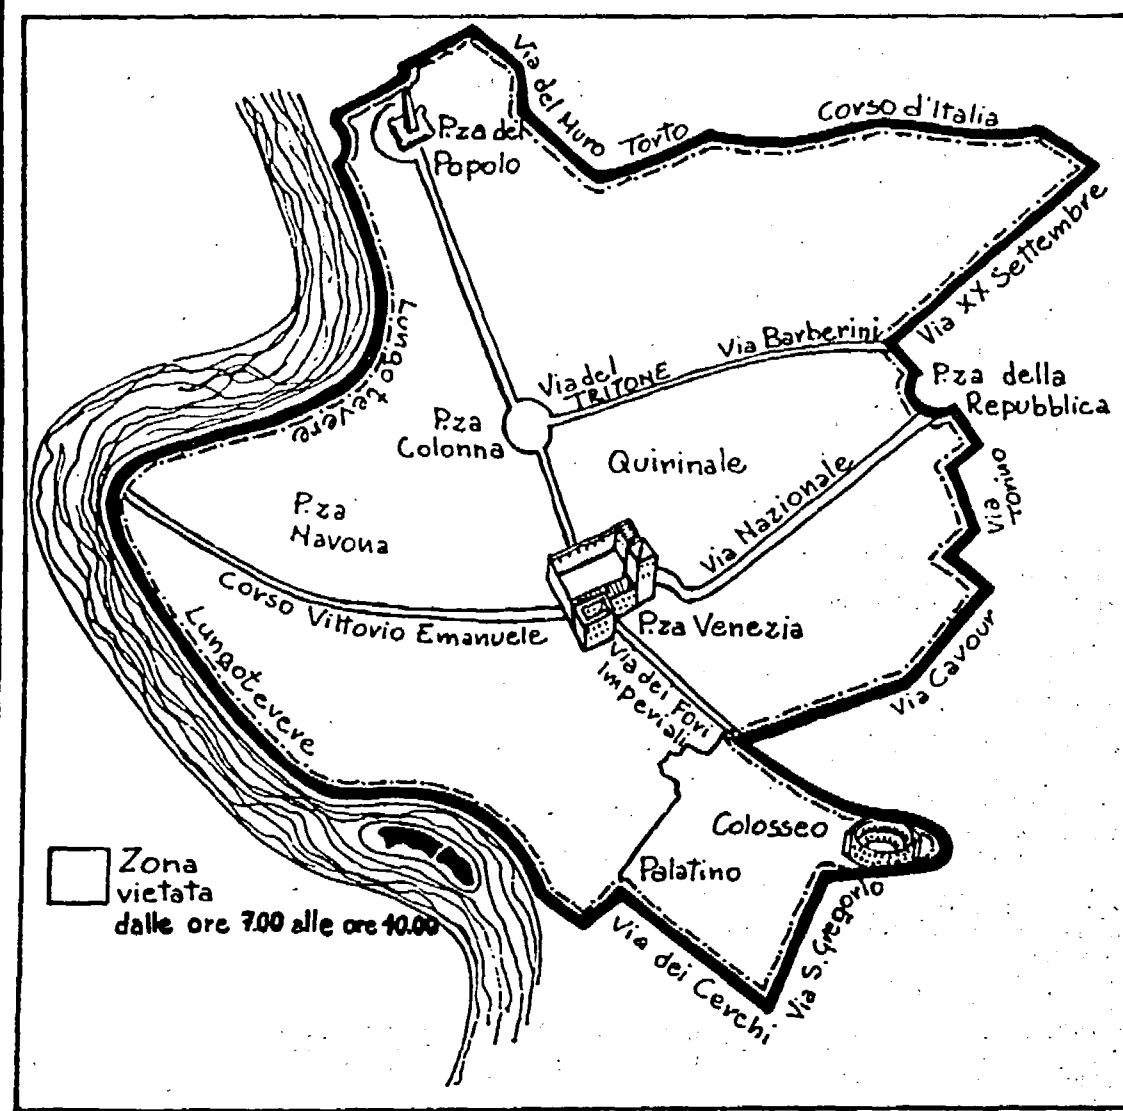 Via del Muro Torto
Corso d'Italia
P.za del
Popolo
Via XX Settembre
Lungotevere
Via Barberini
Via del
TRITONE
P.za della
Repubblica
P.za
Colonna
Quirinale
Via Nazionale
P.za
Navona
Corso Vittorio Emanuele
P.za Venezia
Lungotevere
Via dei Fori
Imperiali
Via Cavour
Colosseo
Palatino
Via S. Gregorio
Via dei Cerchi
Zona
vietata
dalle ore 7.00 alle ore 10.00